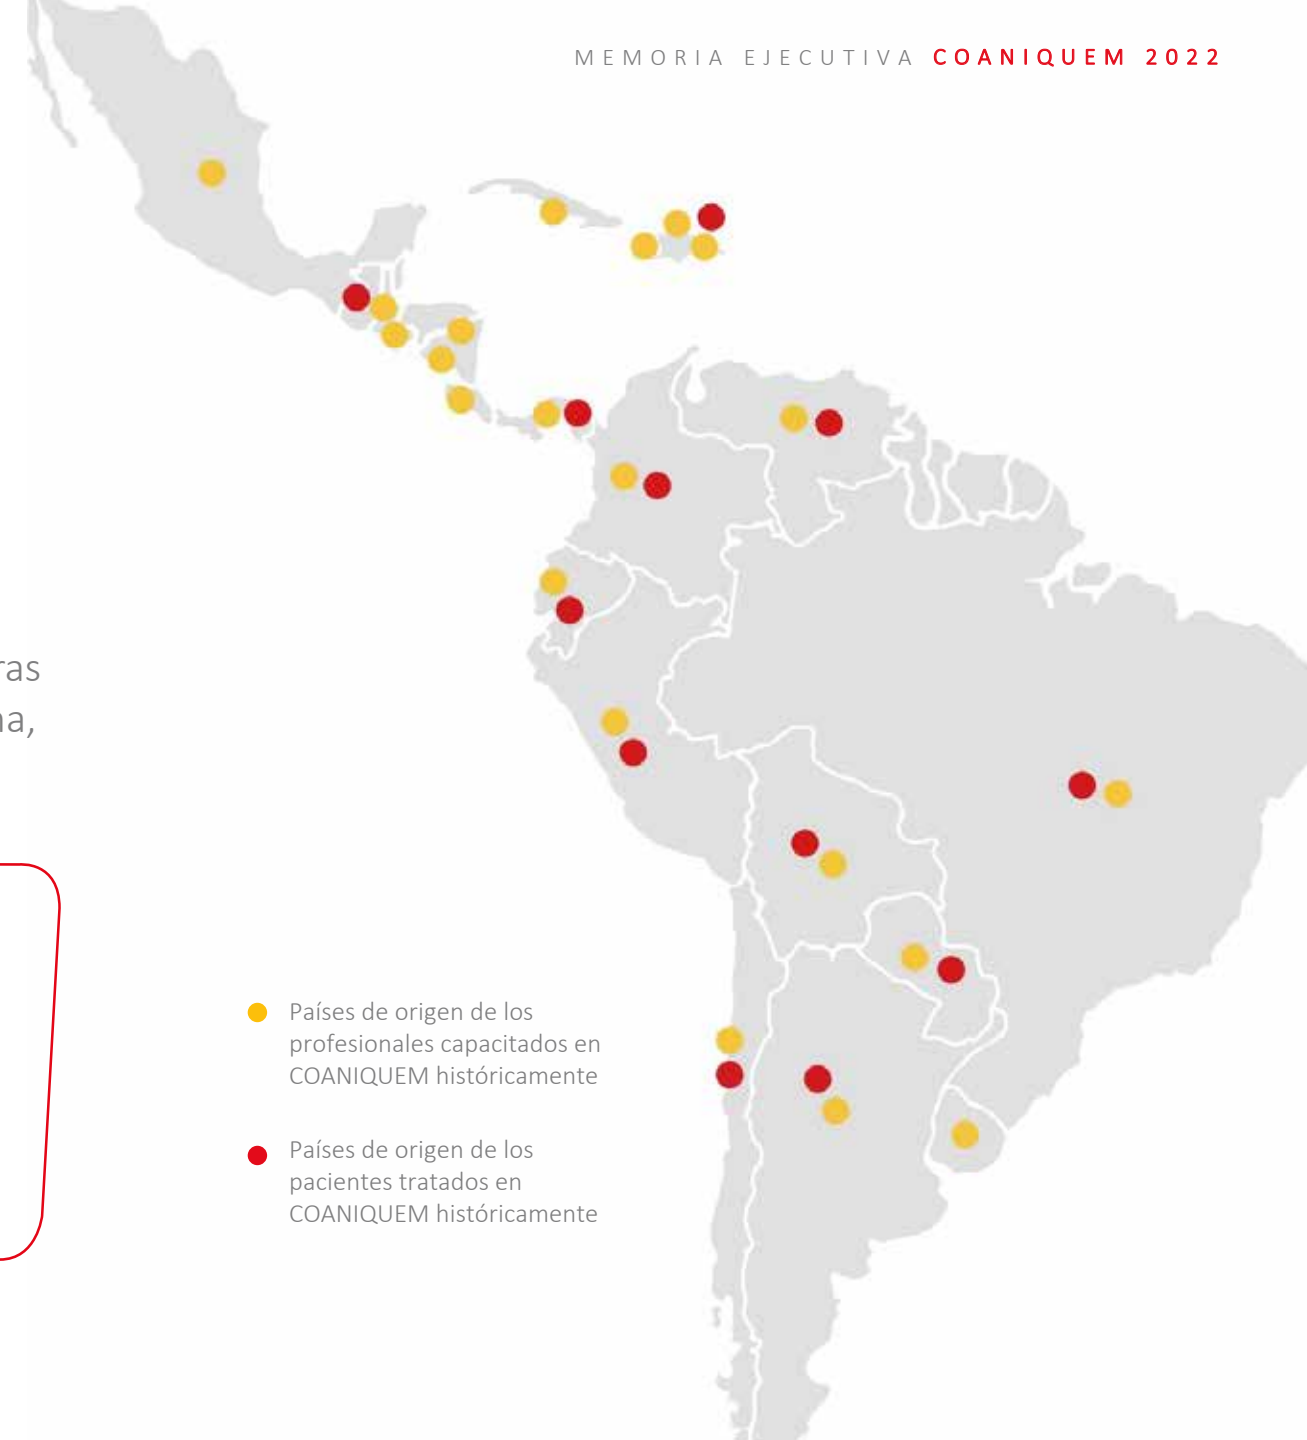 MEMORIA EJECUTIVA COANIQUEM 2022
Países de origen de los
profesionales capacitados en
COANIQUEM históricamente
Países de origen de los
pacientes tratados en
COANIQUEM históricamente